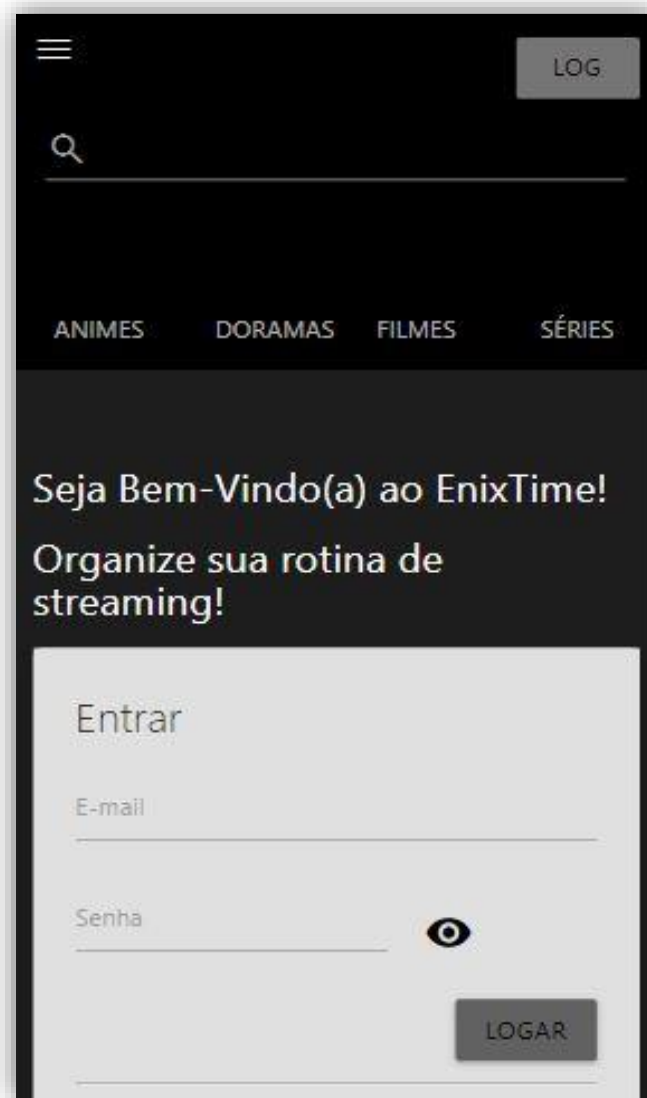 LOG
ANIMES DORAMAS FILMES SÉRIES
Seja Bem-Vindo(a) ao EnixTime!
Organize sua rotina de
streaming!
Entrar
E-mail
Senha
LOGAR